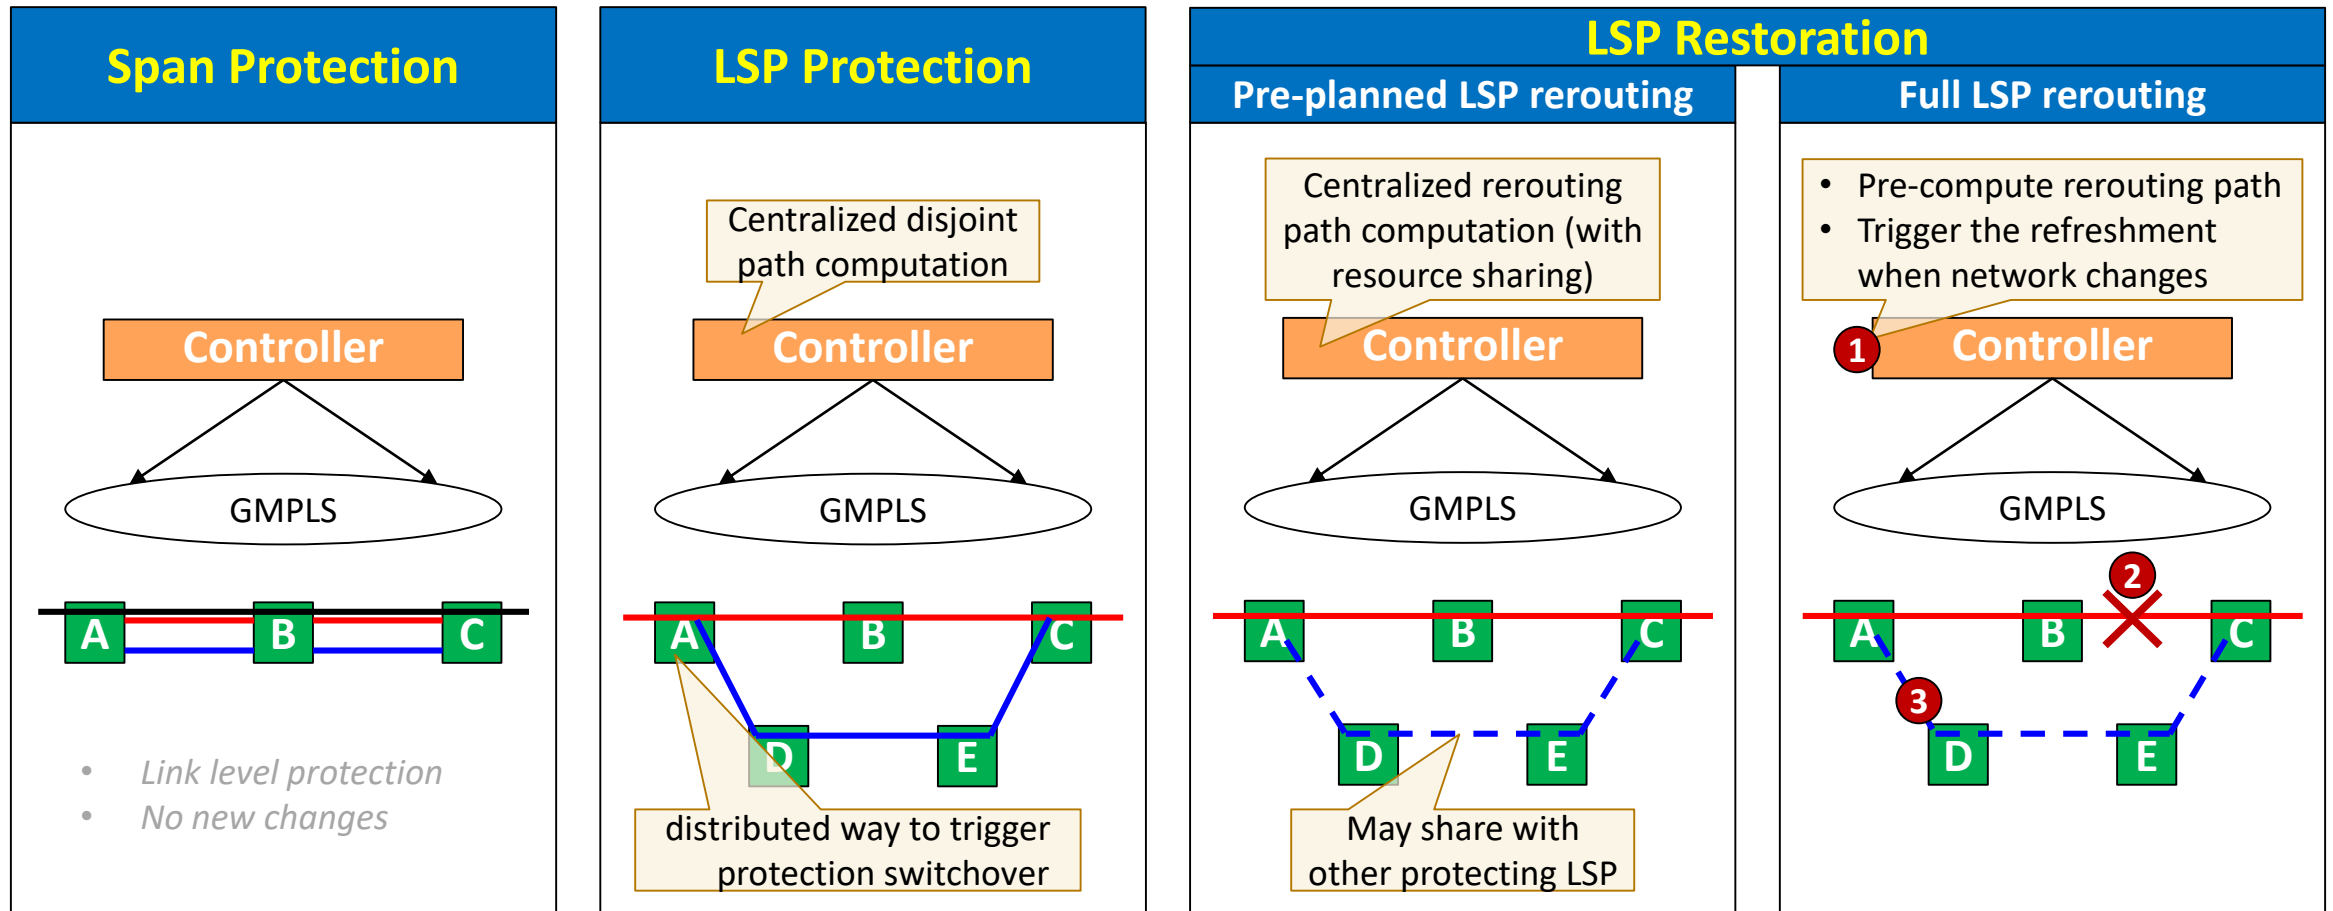 Span Protection
Controller
GMPLS
A B C
• Link level protection
• No new changes
LSP Protection
Centralized disjoint
path computation
Controller
GMPLS
A B C
D E
distributed way to trigger
protection switchover
LSP Restoration
Pre-planned LSP rerouting
Centralized rerouting
path computation (with
resource sharing)
Controller
GMPLS
A B C
D E
May share with
other protecting LSP
Full LSP rerouting
• Pre-compute rerouting path
• Trigger the refreshment
when network changes
1 Controller
GMPLS
2
A B C
3
D E